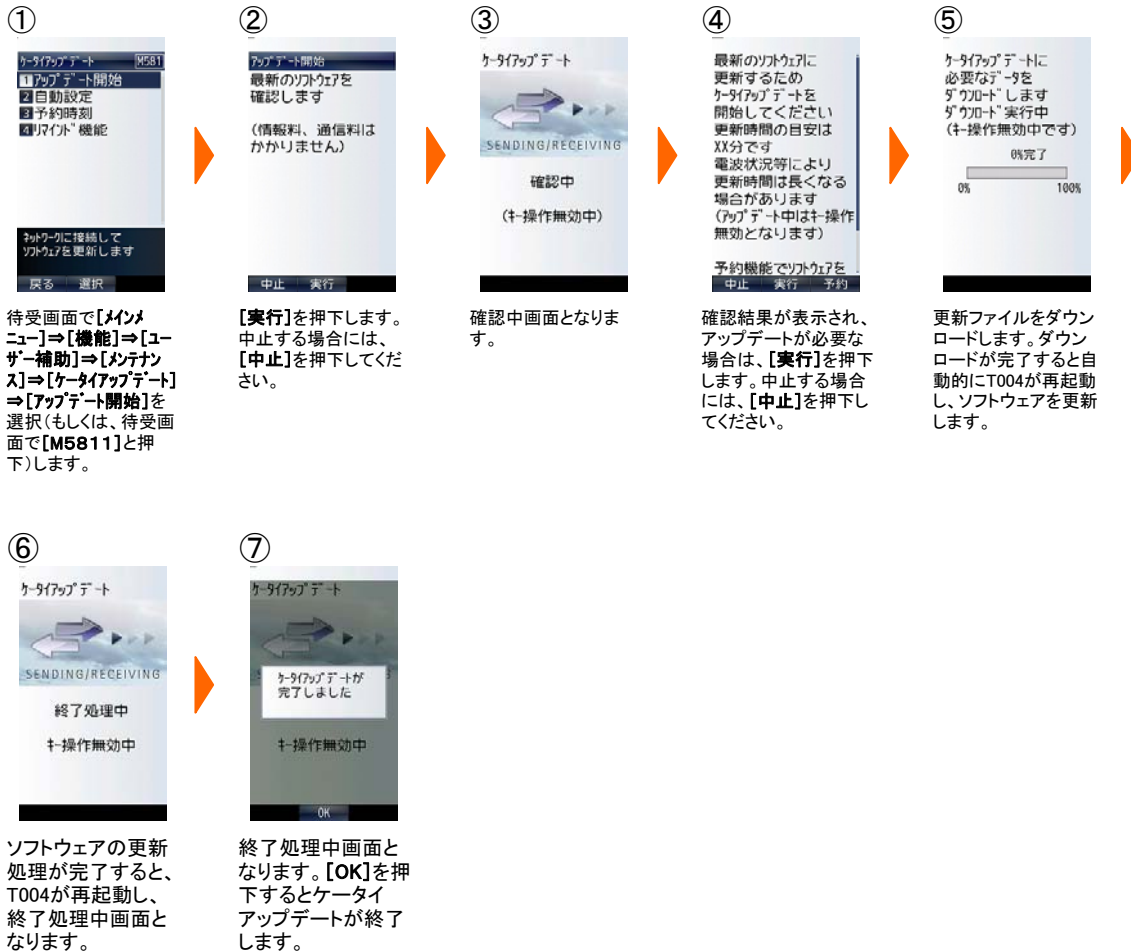 ①
ｹｰﾀｲｱｯﾌﾟﾃﾞｰﾄ M581
1ｱｯﾌﾟﾃﾞｰﾄ開始
2自動設定
3予約時刻
4ﾘﾏｲﾝﾄﾞ機能
ﾈｯﾄﾜｰｸに接続して
ｿﾌﾄｳｪｱを更新します
戻る 選択
待受画面で[ﾒｲﾝﾒ
ﾆｭｰ]⇒[機能]⇒[ﾕｰ
ｻﾞｰ補助]⇒[ﾒﾝﾃﾅﾝ
ｽ]⇒[ｹｰﾀｲｱｯﾌﾟﾃﾞｰﾄ]
⇒[ｱｯﾌﾟﾃﾞｰﾄ開始]を
選択(もしくは、待受画
面で[M5811]と押
下)します。
②
ｱｯﾌﾟﾃﾞｰﾄ開始
最新のｿﾌﾄｳｪｱを
確認します
(情報料、通信料は
かかりません)
中止 実行
[実行]を押下します。
中止する場合には、
[中止]を押下してくだ
さい。
③
ｹｰﾀｲｱｯﾌﾟﾃﾞｰﾄ
SENDING/RECEIVING
確認中
(ｷｰ操作無効中)
確認中画面となりま
す。
④
最新のｿﾌﾄｳｪｱに
更新するため
ｹｰﾀｲｱｯﾌﾟﾃﾞｰﾄを
開始してください
更新時間の目安は
XX分です
電波状況等により
更新時間は長くなる
場合があります
(ｱｯﾌﾟﾃﾞｰﾄ中はｷｰ操作
無効となります)
予約機能でｿﾌﾄｳｪｱを
中止 実行 予約
確認結果が表示され、
アップデートが必要な
場合は、[実行]を押下
します。中止する場合
には、[中止]を押下し
てください。
⑤
ｹｰﾀｲｱｯﾌﾟﾃﾞｰﾄに
必要なﾃﾞｰﾀを
ﾀﾞｳﾝﾛｰﾄﾞします
ﾀﾞｳﾝﾛｰﾄﾞ実行中
(ｷｰ操作無効中です)
0%完了
0% 100%
更新ファイルをダウン
ロードします。ダウン
ロードが完了すると自
動的にT004が再起動
し、ソフトウェアを更新
します。
⑥
ｹｰﾀｲｱｯﾌﾟﾃﾞｰﾄ
SENDING/RECEIVING
終了処理中
ｷｰ操作無効中
ソフトウェアの更新
処理が完了すると、
T004が再起動し、
終了処理中画面と
なります。
⑦
ｹｰﾀｲｱｯﾌﾟﾃﾞｰﾄ
ｹｰﾀｲｱｯﾌﾟﾃﾞｰﾄが
完了しました
ｷｰ操作無効中
OK
終了処理中画面と
なります。[OK]を押
下するとケータイ
アップデートが終了
します。